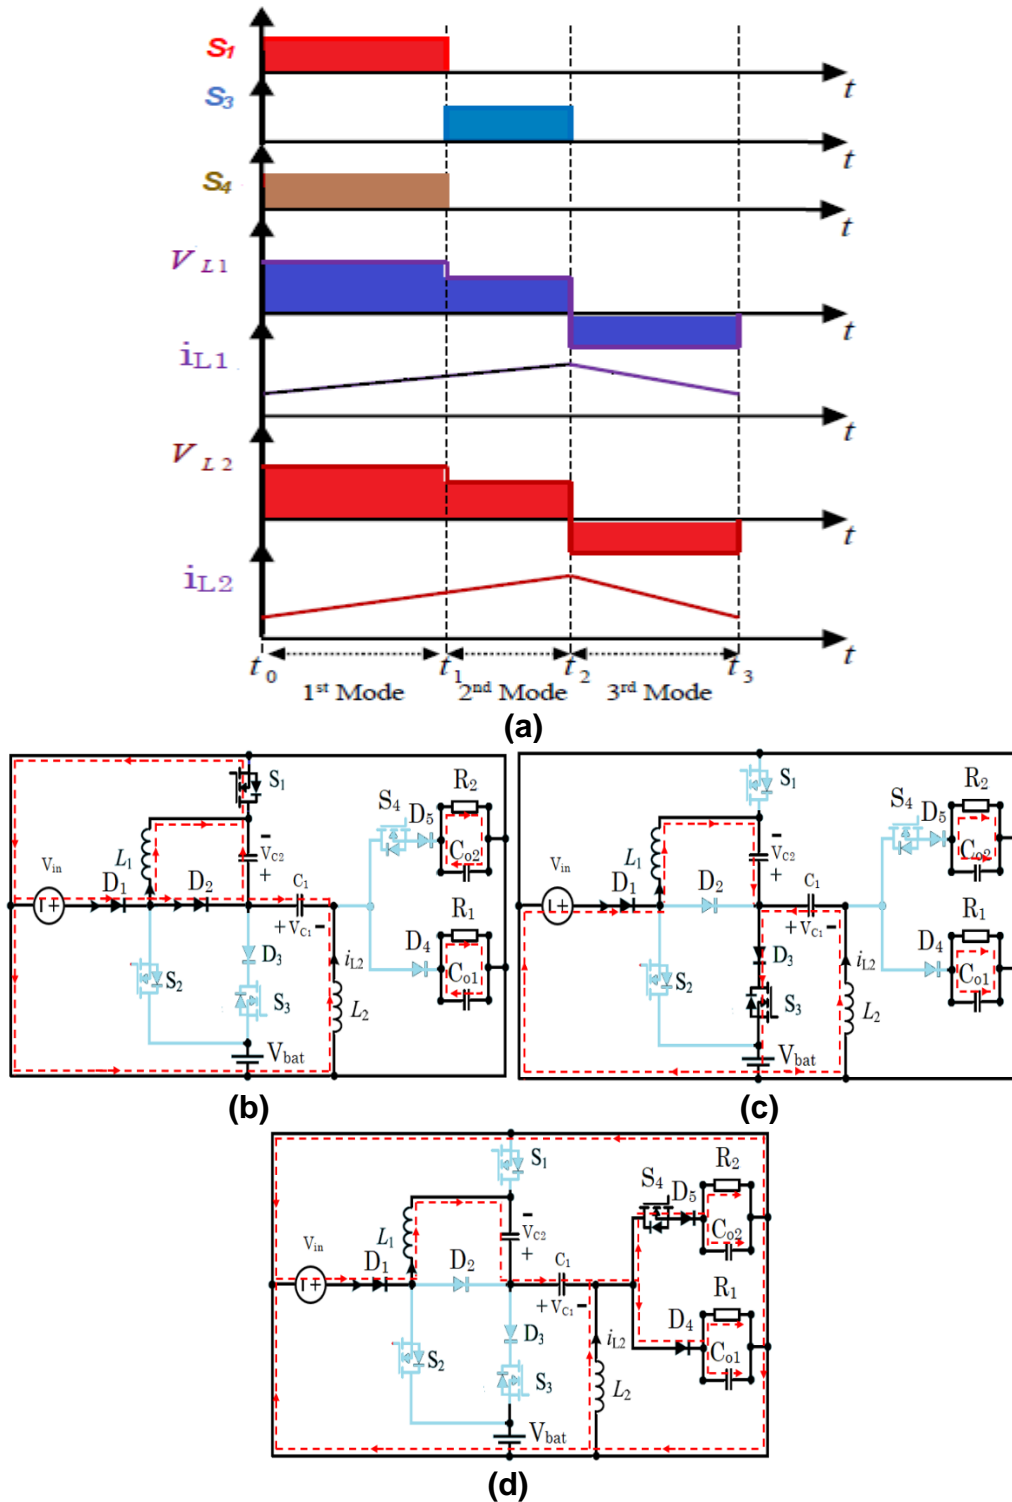 S1
t
S3
t
S4
t
VL1
t
iL1
t
VL2
t
iL2
t
t0 t1 t2 t3
1st Mode 2nd Mode 3rd Mode
(a)
S1
R2
S4
D5
L1
- VC2 +
Co2
Vin
D1
D2
C1
+ VC1 -
R1
D4
Co1
D3
iL2
S2
S3
L2
Vbat
(b)
S1
R2
S4
D5
L1
- VC2 +
Co2
Vin
D1
D2
C1
+ VC1 -
R1
D4
Co1
D3
iL2
S2
S3
L2
Vbat
(c)
S1
R2
S4
D5
L1
- VC2 +
Co2
Vin
D1
D2
C1
+ VC1 -
R1
D4
Co1
D3
iL2
S2
S3
L2
Vbat
(d)